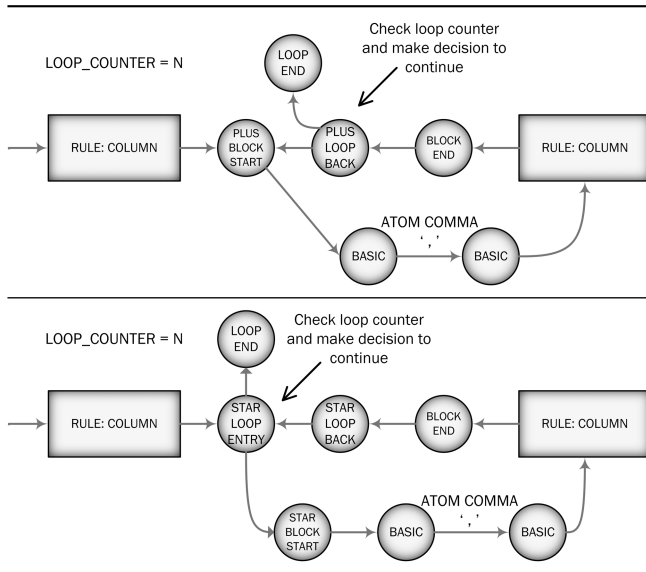 Check loop counter
and make decision to
continue
LOOP_COUNTER = N
LOOP
END
RULE: COLUMN
PLUS
BLOCK
START
PLUS
LOOP
BACK
BLOCK
END
RULE: COLUMN
ATOM COMMA
‘ , ’
BASIC
BASIC
LOOP_COUNTER = N
LOOP
END
Check loop counter
and make decision to
continue
RULE: COLUMN
STAR
LOOP
ENTRY
STAR
LOOP
BACK
BLOCK
END
RULE: COLUMN
ATOM COMMA
‘ , ’
STAR
BLOCK
START
BASIC
BASIC